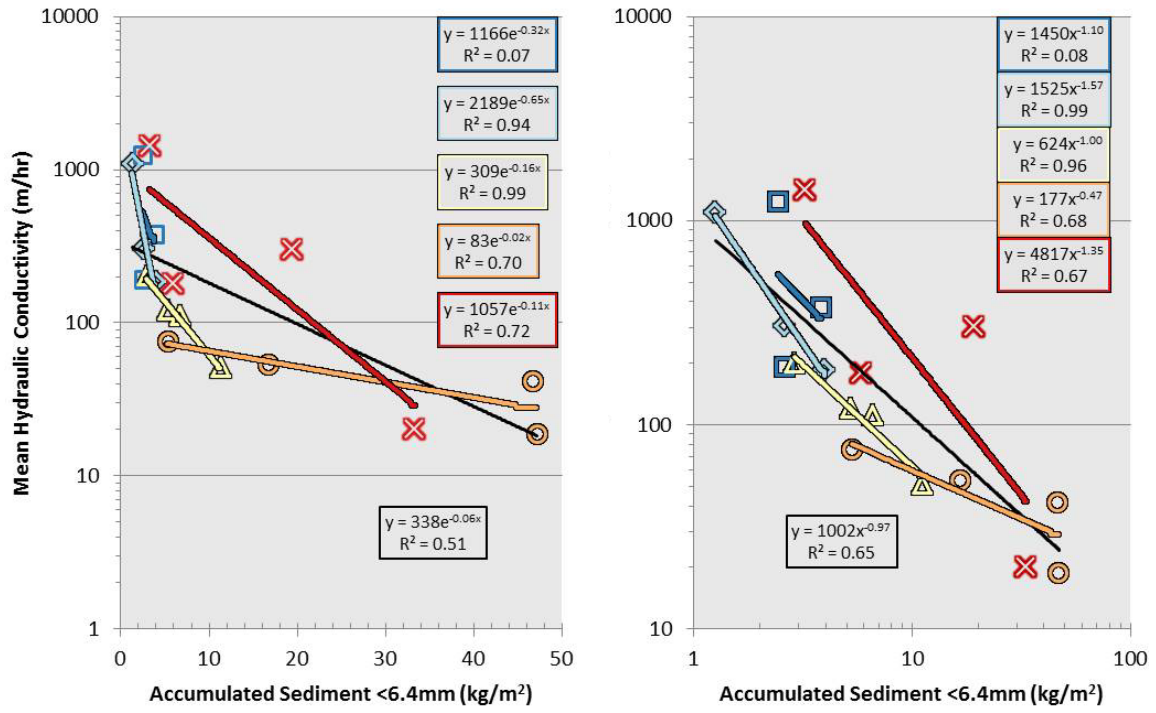 Mean Hydraulic Conductivity (m/hr)
10000
1000
100
10
1
y = 1166e^-0.32x
R² = 0.07
y = 2189e^-0.65x
R² = 0.94
y = 309e^-0.16x
R² = 0.99
y = 83e^-0.02x
R² = 0.70
y = 1057e^-0.11x
R² = 0.72
y = 338e^-0.06x
R² = 0.51
0 10 20 30 40 50
Accumulated Sediment <6.4mm (kg/m²)
10000
1000
100
10
y = 1450x^-1.10
R² = 0.08
y = 1525x^-1.57
R² = 0.99
y = 624x^-1.00
R² = 0.96
y = 177x^-0.47
R² = 0.68
y = 4817x^-1.35
R² = 0.67
y = 1002x^-0.97
R² = 0.65
1 10 100
Accumulated Sediment <6.4mm (kg/m²)